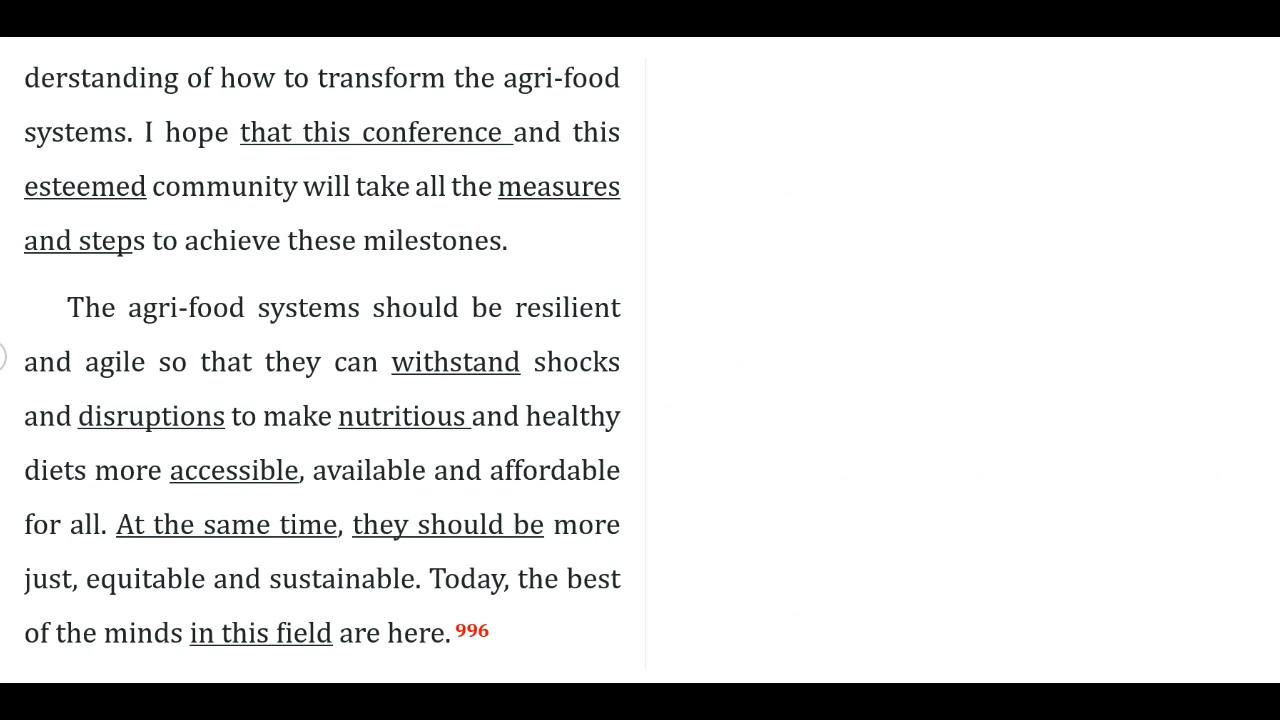 derstanding of how to transform the agri-food
systems. I hope that this conference and this
esteemed community will take all the measures
and steps to achieve these milestones.
The agri-food systems should be resilient
and agile so that they can withstand shocks
and disruptions to make nutritious and healthy
diets more accessible, available and affordable
for all. At the same time, they should be more
just, equitable and sustainable. Today, the best
of the minds in this field are here. 996